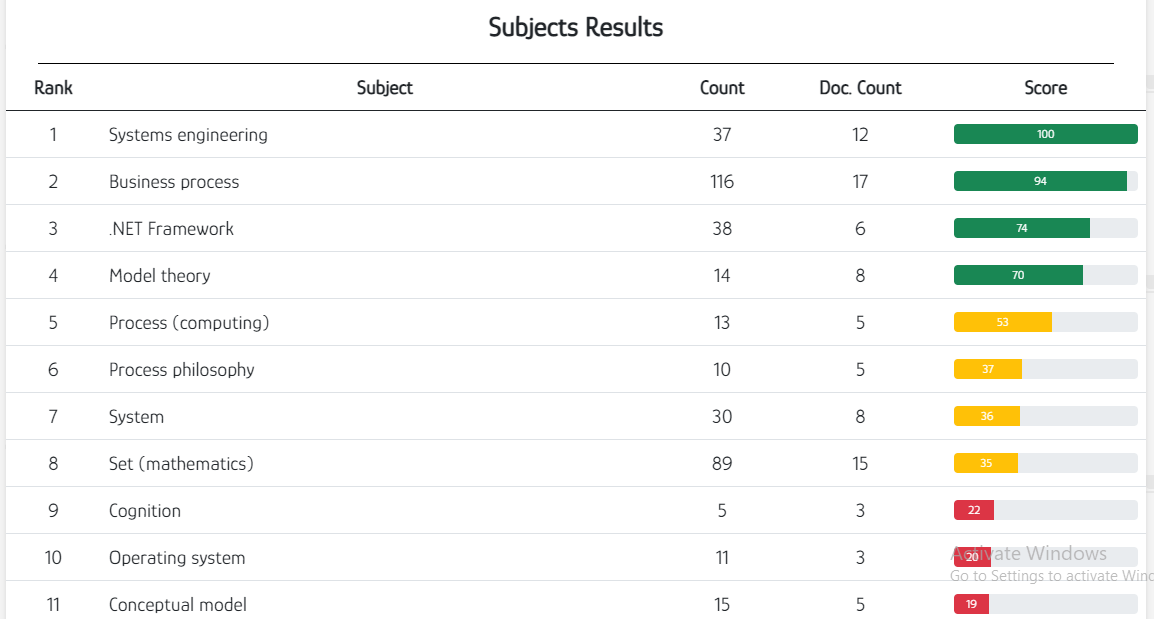 Subjects Results
Rank Subject Count Doc. Count Score
1 Systems engineering 37 12 100
2 Business process 116 17 94
3 .NET Framework 38 6 74
4 Model theory 14 8 70
5 Process (computing) 13 5 53
6 Process philosophy 10 5 37
7 System 30 8 36
8 Set (mathematics) 89 15 35
9 Cognition 5 3 22
10 Operating system 11 3 20
Activate Windows
Go to Settings to activate Wind
11 Conceptual model 15 5 19